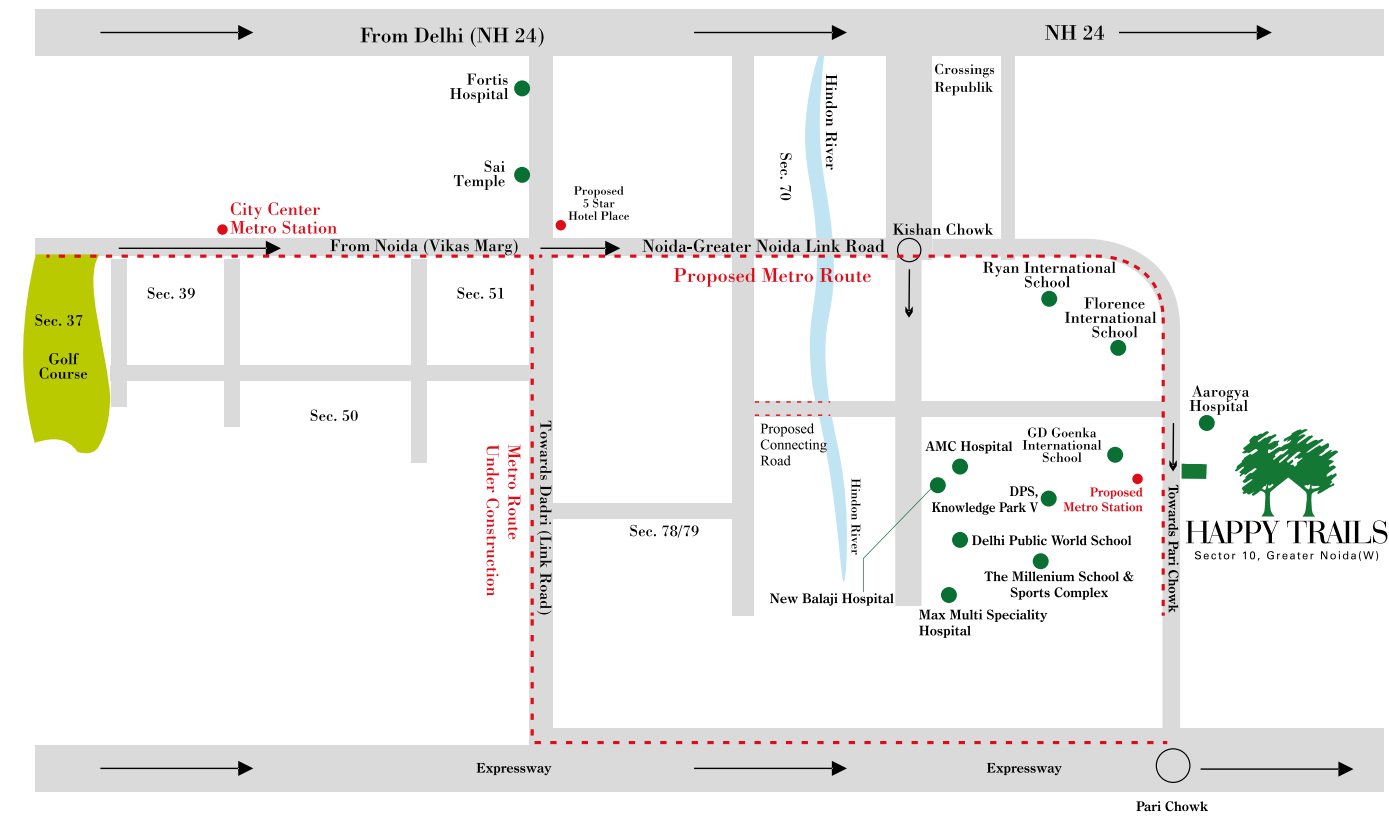 From Delhi (NH 24)
NH 24
Fortis
Hospital
Sai
Temple
Hindon River
Sec. 70
Crossings
Republik
Proposed
5 Star
Hotel Place
City Center
Metro Station
From Noida (Vikas Marg)
Noida-Greater Noida Link Road
Kishan Chowk
Proposed Metro Route
Ryan International
School
Florence
International
School
Sec. 39
Sec. 51
Sec. 37
Golf
Course
Sec. 50
Metro Route
Under Construction
Towards Dadri (Link Road)
Proposed
Connecting
Road
Hindon River
Sec. 78/79
Aarogya
Hospital
AMC Hospital
GD Goenka
International
School
DPS,
Knowledge Park V
Proposed
Metro Station
Delhi Public World School
The Millenium School &
Sports Complex
New Balaji Hospital
Max Multi Speciality
Hospital
Towards Pari Chowk
HAPPY TRAILS
Sector 10, Greater Noida(W)
Expressway
Expressway
Pari Chowk